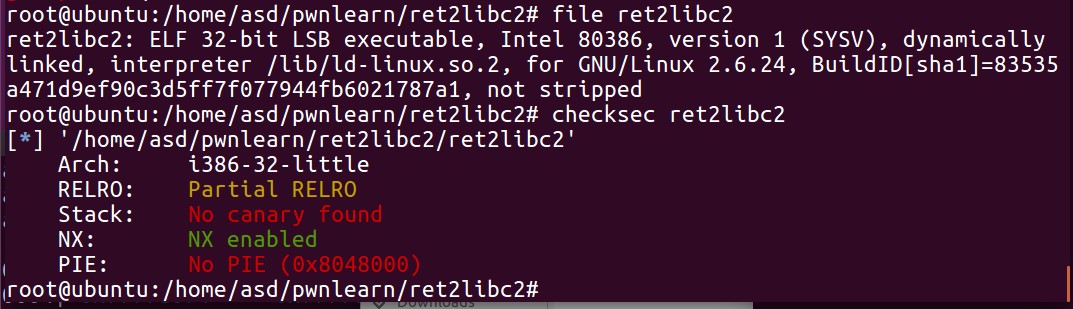 root@ubuntu:/home/asd/pwnlearn/ret2libc2# file ret2libc2
ret2libc2: ELF 32-bit LSB executable, Intel 80386, version 1 (SYSV), dynamically
linked, interpreter /lib/ld-linux.so.2, for GNU/Linux 2.6.24, BuildID[sha1]=83535
a471d9ef90c3d5ff7f077944fb6021787a1, not stripped
root@ubuntu:/home/asd/pwnlearn/ret2libc2# checksec ret2libc2
[*] '/home/asd/pwnlearn/ret2libc2/ret2libc2'
    Arch:     i386-32-little
    RELRO:    Partial RELRO
    Stack:    No canary found
    NX:       NX enabled
    PIE:      No PIE (0x8048000)
root@ubuntu:/home/asd/pwnlearn/ret2libc2#
Downloads